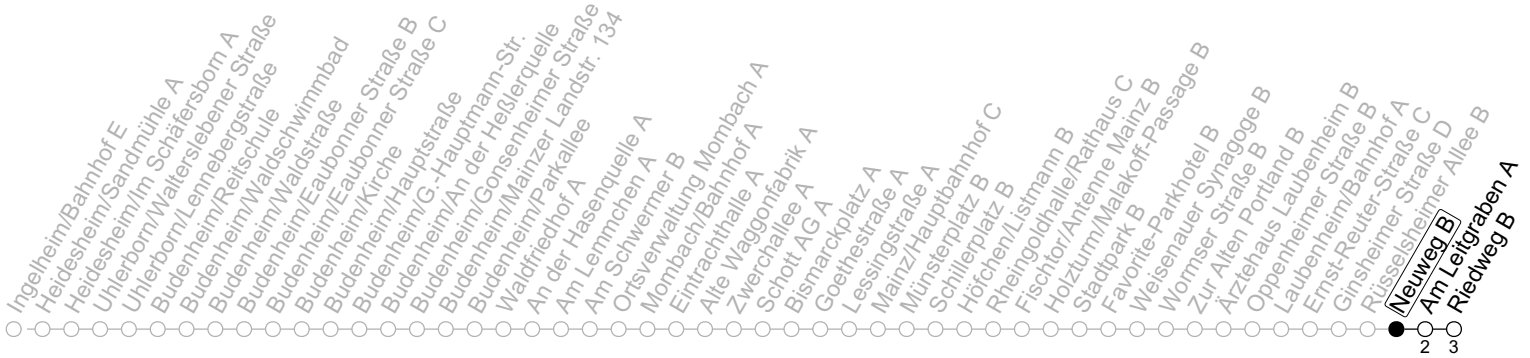 Ingelheim/Bahnhof E
Heidesheim/Sandmühle A
Heidesheim/Im Schäfersborn A
Uhlerborn/Walterslebener Straße
Uhlerborn/Lennebergstraße
Budenheim/Reitschule
Budenheim/Waldschwimmbad
Budenheim/Waldstraße
Budenheim/Eaubonner Straße B
Budenheim/Eaubonner Straße C
Budenheim/Kirche
Budenheim/Hauptstraße
Budenheim/G.-Hauptmann-Str.
Budenheim/An der Heßlerquelle
Budenheim/Gonsenheimer Straße
Budenheim/Mainzer Landstr. 134
Budenheim/Parkallee
Waldfriedhof A
An der Hasenquelle A
Am Lemmchen A
Am Schwermer B
Ortsverwaltung Mombach A
Mombach/Bahnhof A
Eintrachthalle A
Alte Waggonfabrik A
Zwerchallee A
Schott AG A
Bismarckplatz A
Goethestraße A
Lessingstraße A
Mainz/Hauptbahnhof C
Münsterplatz B
Schillerplatz B
Höfchen/Listmann B
Rheingoldhalle/Rathaus C
Fischtor/Antenne Mainz B
Holzturm/Malakoff-Passage B
Stadtpark B
Favorite-Parkhotel B
Weisenauer Synagoge B
Wormser Straße B
Zur Alten Portland B
Ärztehaus Laubenheim B
Oppenheimer Straße B
Laubenheim/Bahnhof A
Ernst-Reuter-Straße C
Ginsheimer Straße D
Rüsselsheimer Allee B
Neuweg B
Am Leitgraben A
Riedweg B
2
3